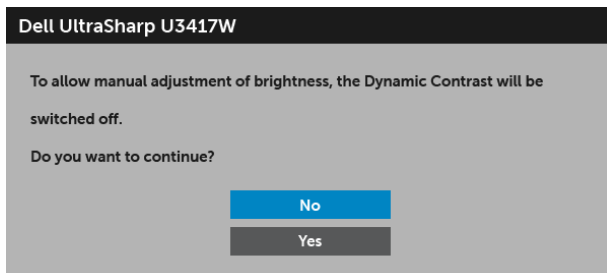 Dell UltraSharp U3417W
To allow manual adjustment of brightness, the Dynamic Contrast will be
switched off.
Do you want to continue?
No
Yes